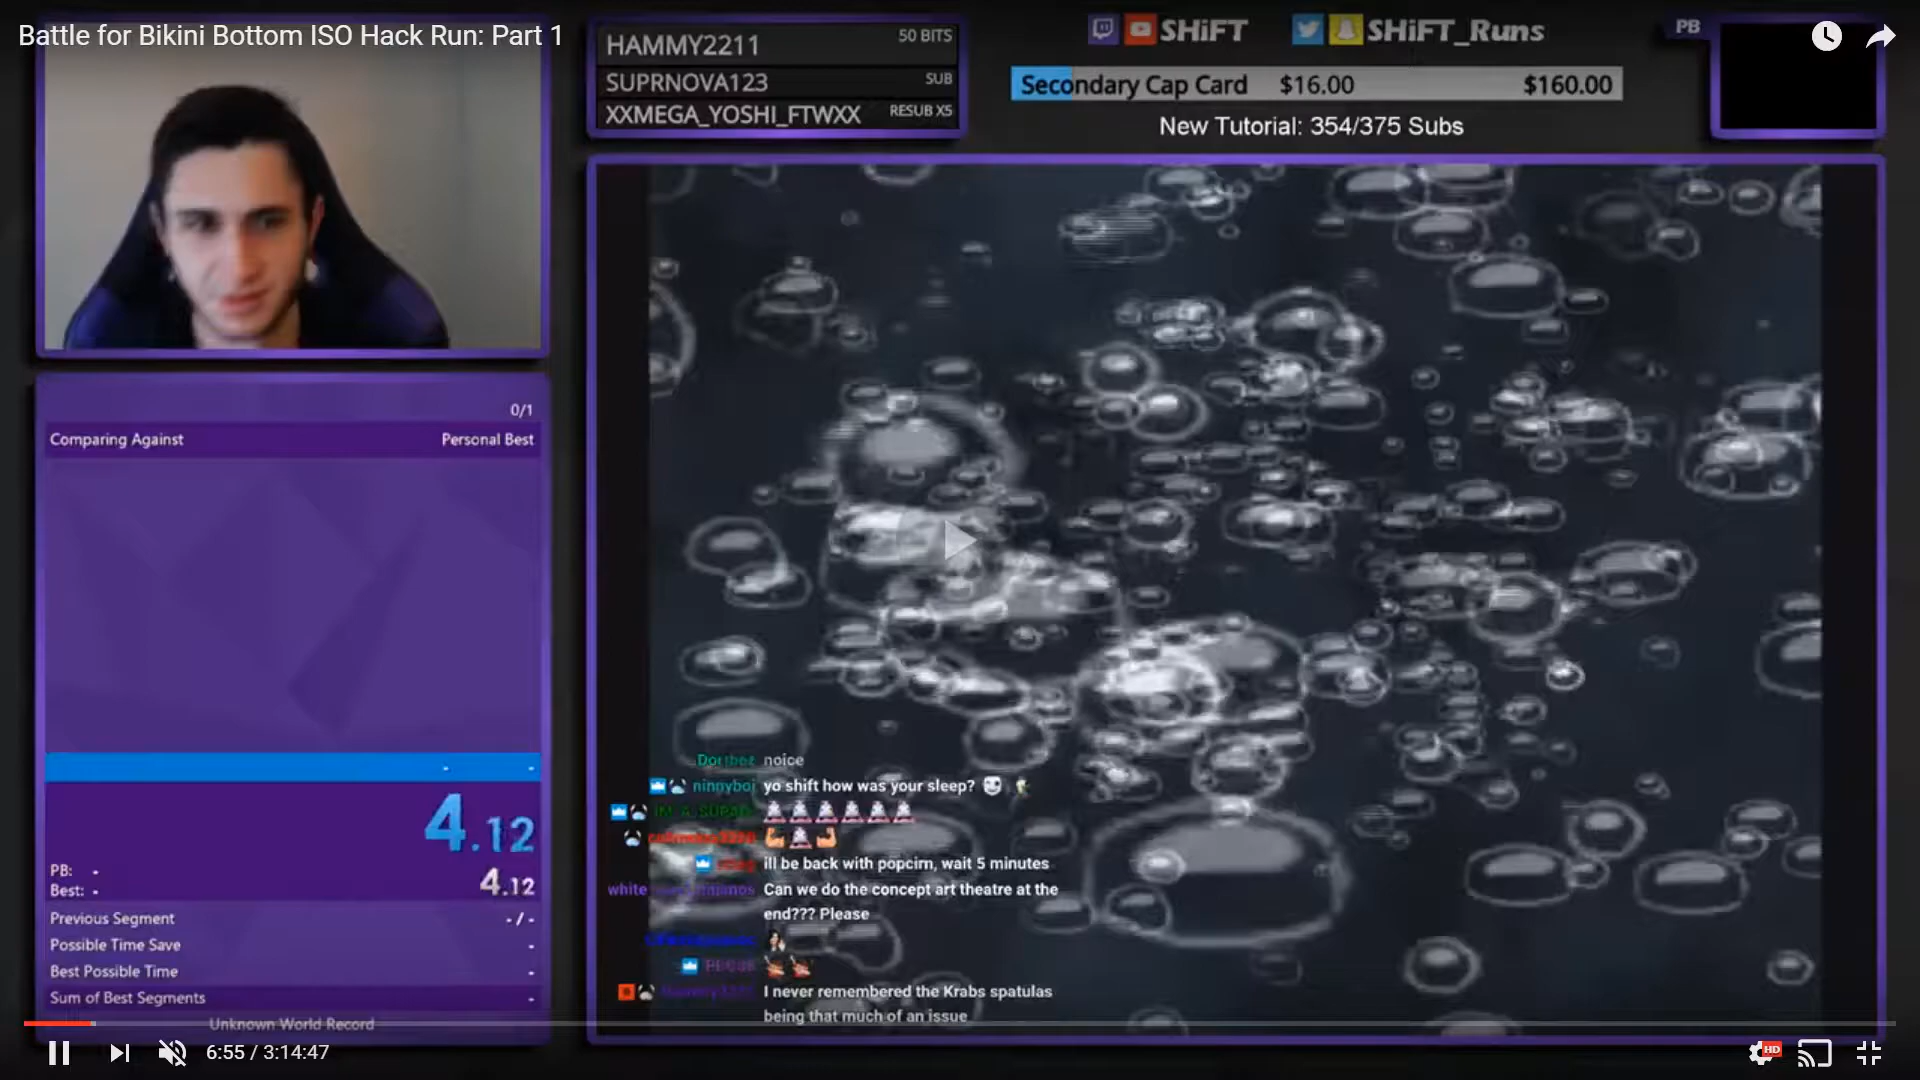 Battle for Bikini Bottom ISO Hack Run: Part 1
HAMMY2211 50 BITS
SUPRNOVA123 SUB
XXMEGA_YOSHI_FTWXX RESUB X5
SHiFT SHiFT_Runs
Secondary Cap Card $16.00 $160.00
New Tutorial: 354/375 Subs
PB
0/1
Comparing Against Personal Best
- -
4.12
PB: -
Best: -
4.12
Previous Segment - / -
Possible Time Save -
Best Possible Time -
Sum of Best Segments -
Unknown World Record
noice
ninnyboi yo shift how was your sleep?
ill be back with popcirn, wait 5 minutes
white Can we do the concept art theatre at the
end??? Please
I never remembered the Krabs spatulas
being that much of an issue
6:55 / 3:14:47
HD